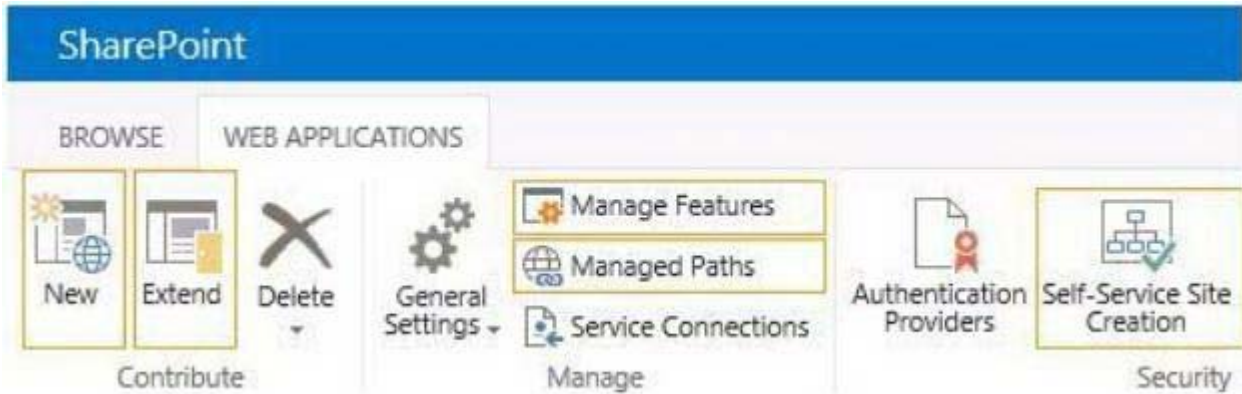 SharePoint
BROWSE WEB APPLICATIONS
New
Extend
Delete
General
Settings
Manage Features
Managed Paths
Service Connections
Authentication
Providers
Self-Service Site
Creation
Contribute
Manage
Security